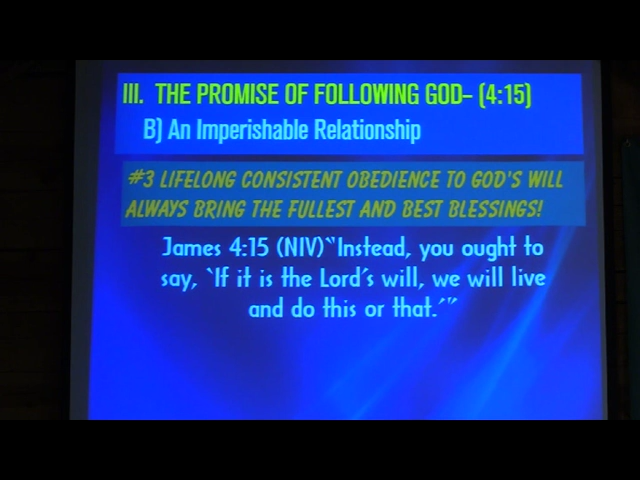 III. THE PROMISE OF FOLLOWING GOD– (4:15)
B) An Imperishable Relationship
#3 LIFELONG CONSISTENT OBEDIENCE TO GOD'S WILL
ALWAYS BRING THE FULLEST AND BEST BLESSINGS!
James 4:15 (NIV)"Instead, you ought to
say, 'If it is the Lord's will, we will live
and do this or that.'"